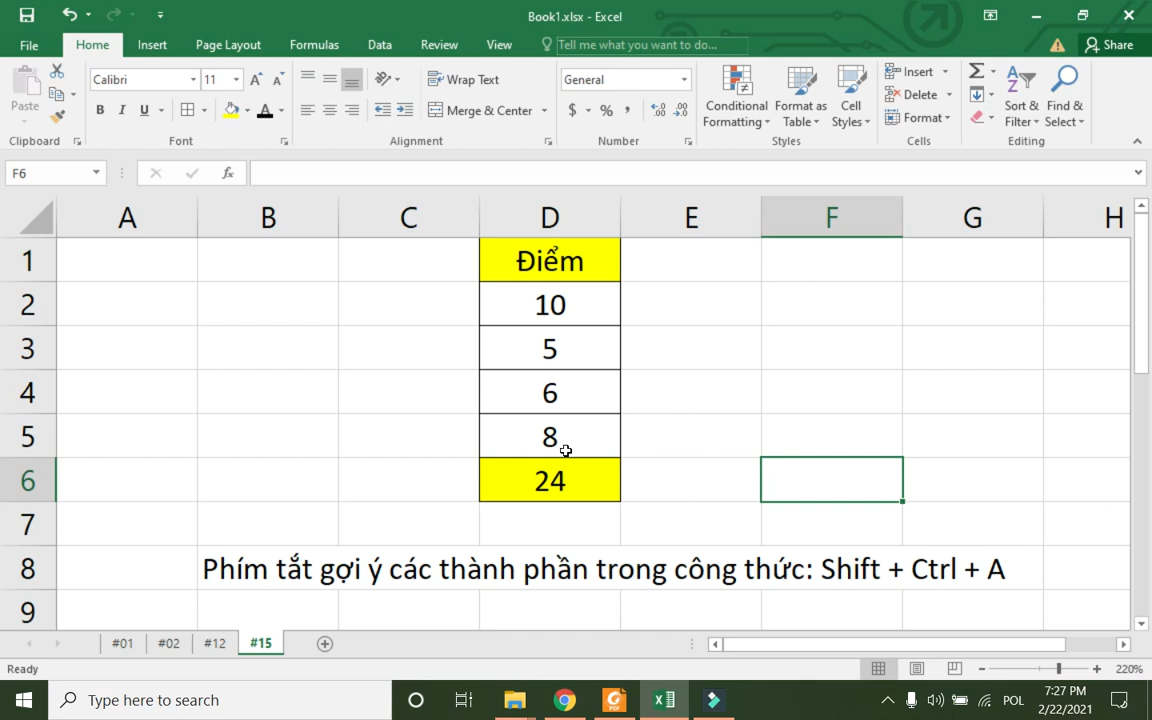 Book1.xlsx - Excel
File Home Insert Page Layout Formulas Data Review View Tell me what you want to do... Share
Paste
Calibri 11
B I U A
Wrap Text
Merge & Center
General
$ % ,
Conditional Formatting
Format as Table
Cell Styles
Insert
Delete
Format
Sort & Filter
Find & Select
Clipboard Font Alignment Number Styles Cells Editing
F6 fx
A B C D E F G H
1 Điểm
2 10
3 5
4 6
5 8
6 24
7
8 Phím tắt gợi ý các thành phần trong công thức: Shift + Ctrl + A
9
#01 #02 #12 #15
Ready 220%
Type here to search POL 7:27 PM
2/22/2021